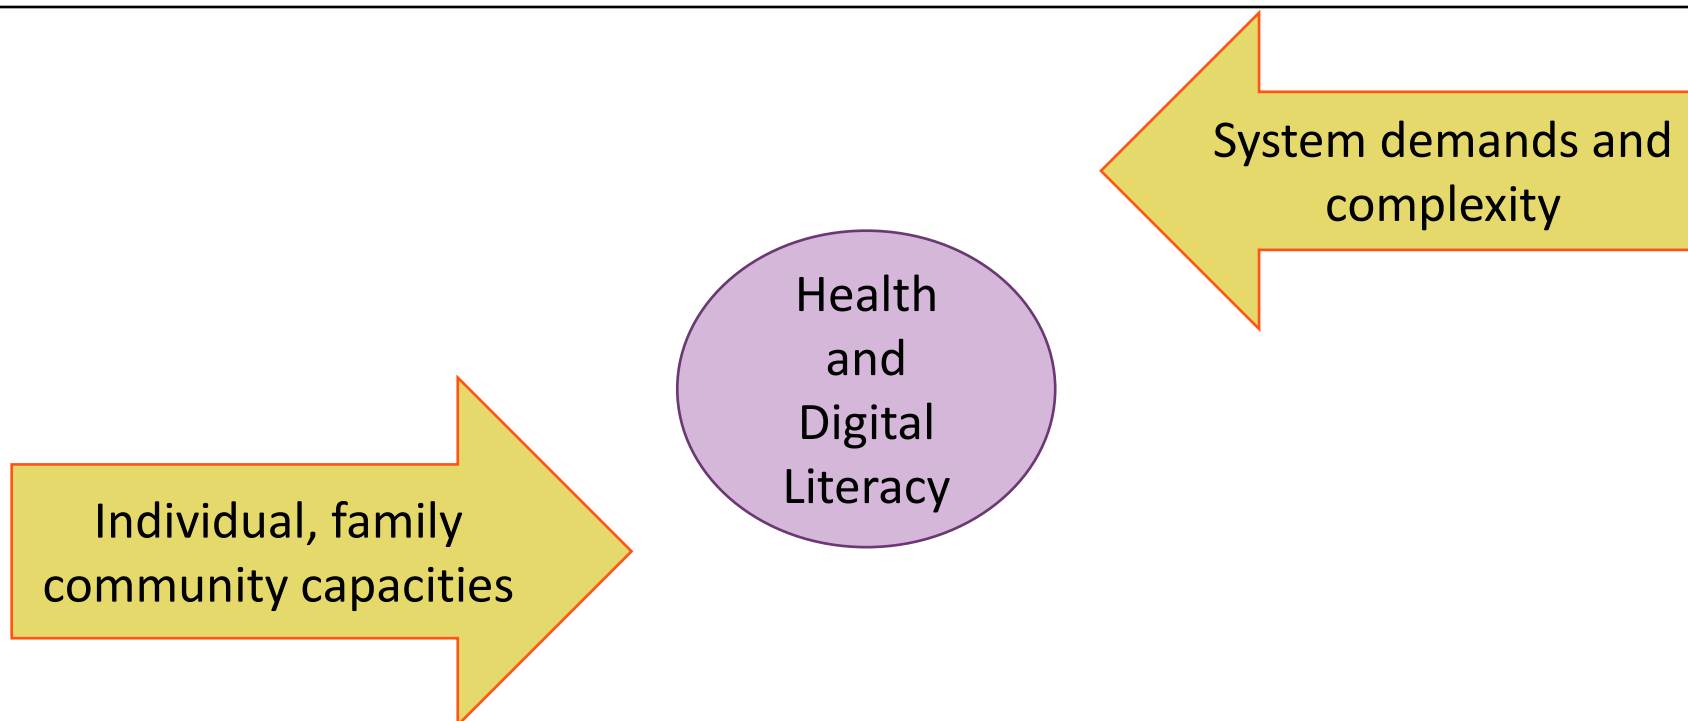 System demands and
complexity
Health
and
Digital
Literacy
Individual, family
community capacities